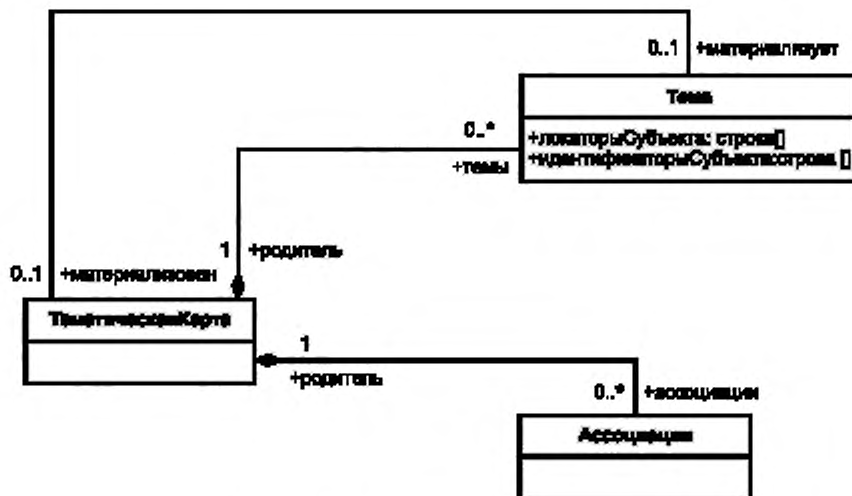 0..1 +материализует
Тема
+локаторыСубъекта: строка[]
+идентификаторыСубъекта:строка []
0..*
+темы
1 +родитель
0..1 +материализован
ТематическаяКарта
1
+родитель
0..* +ассоциации
Ассоциация